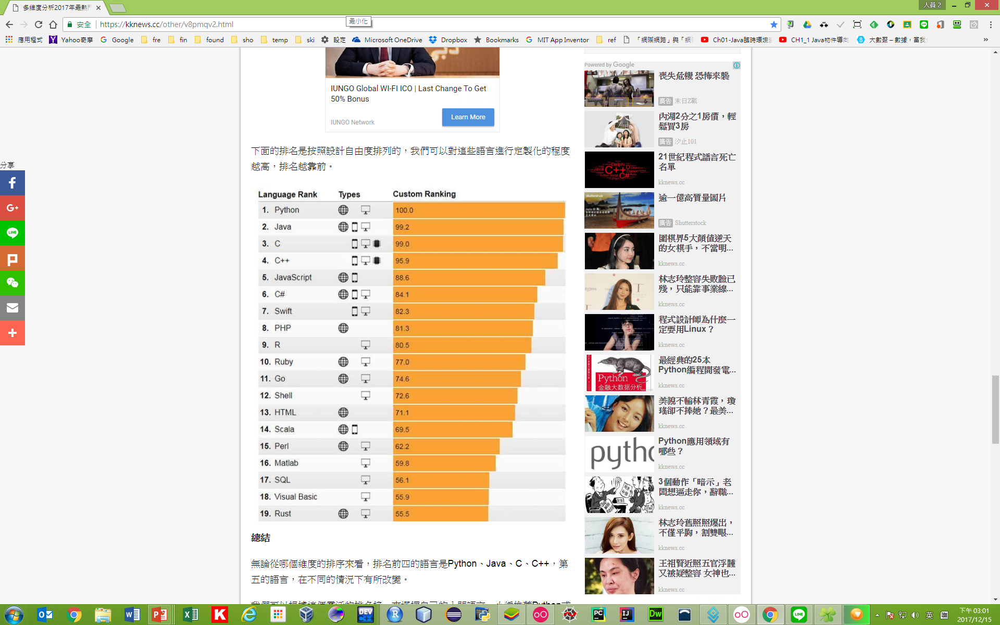 多維度分析2017年最熱門
人員 2
安全
https://kknews.cc/other/v8pmqv2.html
最小化
應用程式
Yahoo奇摩
Google
fre
fin
found
sho
temp
ski
設定
Microsoft OneDrive
Dropbox
Bookmarks
MIT App Inventor
ref
「網際網路」與「網
Ch01-Java臨時環境
CH1_1 Java物件導向
大數聚 – 數據，當我
IUNGO Global WI-FI ICO | Last Change To Get
50% Bonus
IUNGO Network
Learn More
下面的排名是按照設計自由度排列的，我們可以對這些語言進行定製化的程度
越高，排名越靠前。
分享
LINE
Language Rank Types Custom Ranking
1. Python 100.0
2. Java 99.2
3. C 99.0
4. C++ 95.9
5. JavaScript 88.6
6. C# 84.1
7. Swift 82.3
8. PHP 81.3
9. R 80.5
10. Ruby 77.0
11. Go 74.6
12. Shell 72.6
13. HTML 71.1
14. Scala 69.5
15. Perl 62.2
16. Matlab 59.8
17. SQL 56.1
18. Visual Basic 55.9
19. Rust 55.5
總結
無論從哪個維度的排序來看，排名前四的語言是Python、Java、C、C++，第
五的語言，在不同的情況下有所改變。
Powered by Google
喪失危機 恐怖來襲
廣告 末日Z戰
內湖2分之1房價，輕
鬆買3房
廣告 汐止101
21世紀程式語言死亡
名單
kknews.cc
逾一億高質量圖片
廣告 Shutterstock
圍棋界5大顏值逆天
的女棋手，不當明...
kknews.cc
林志玲整容失敗臉已
殘，只能靠事業線...
kknews.cc
程式設計師為什麼一
定要用Linux？
kknews.cc
最經典的25本
Python編程開發電...
kknews.cc
Python
金融大数据分析
美貌不輸林青霞，瓊
瑤卻不捧她？最美...
kknews.cc
Python應用領域有
哪些？
kknews.cc
3個動作「暗示」老
闆想逼走你，辭職...
kknews.cc
林志玲舊照照爆出，
不僅平胸，割雙眼...
kknews.cc
王祖賢近照五官浮腫
又被疑整容 女神也...
kknews.cc
英
下午 03:01
2017/12/15